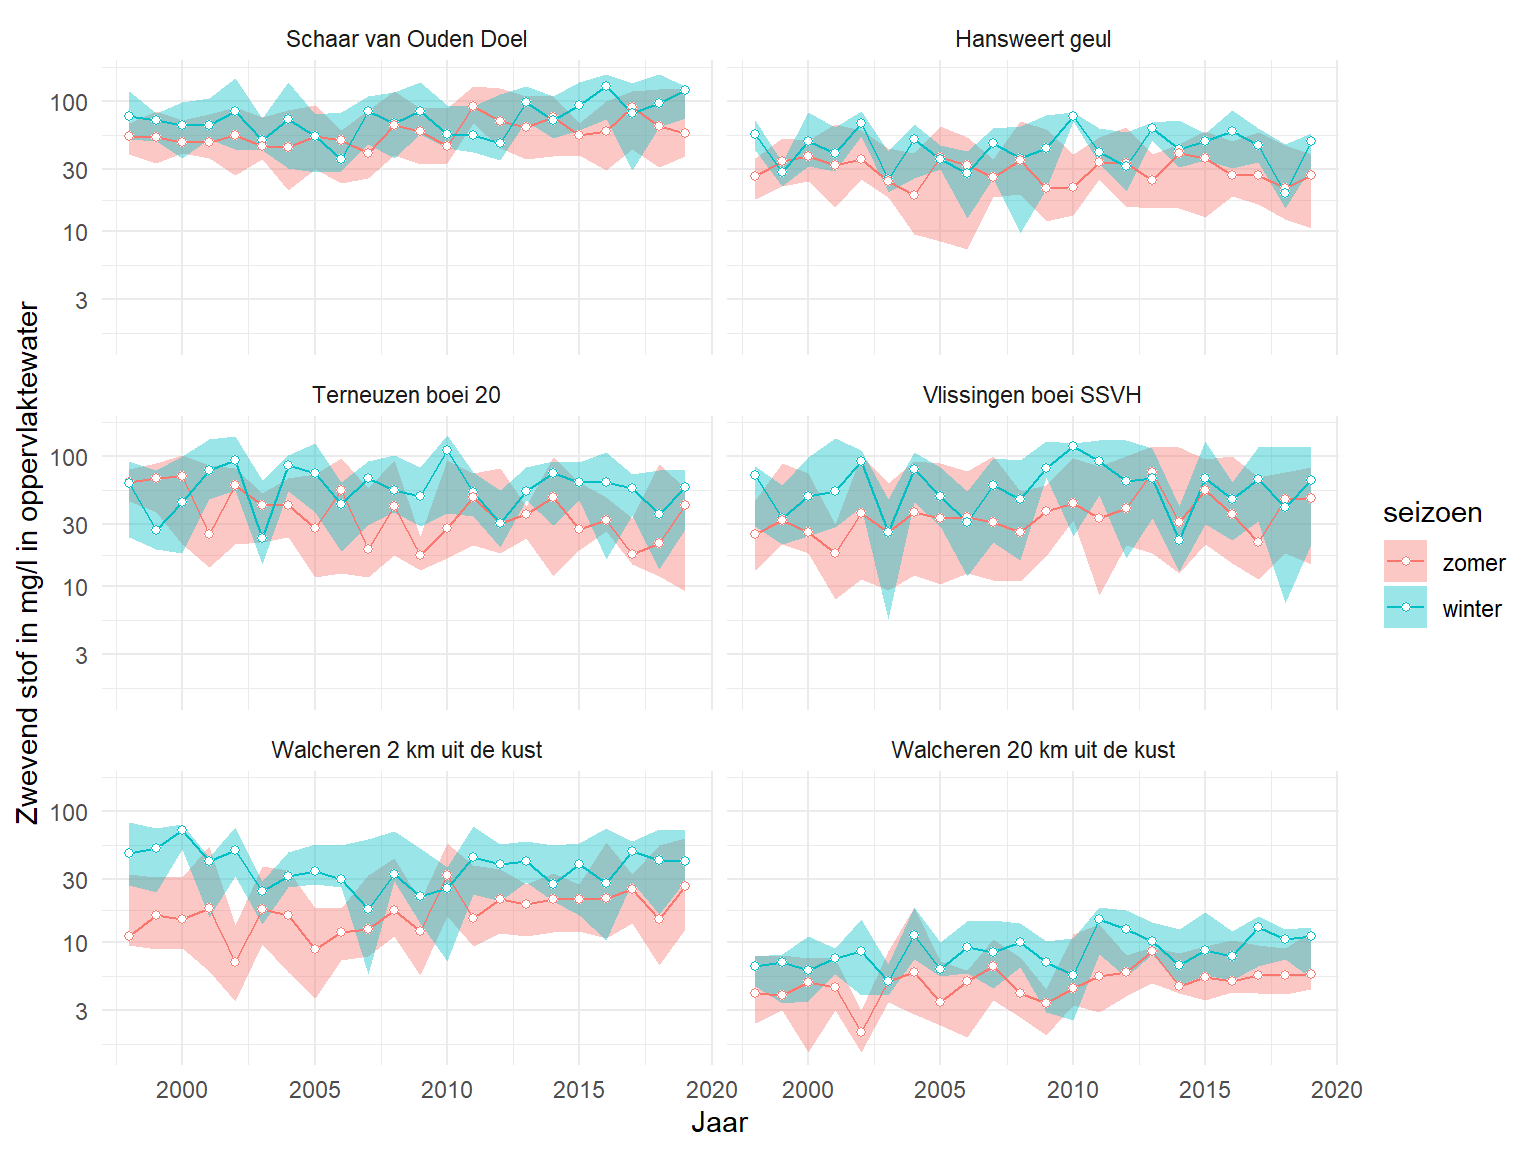 Schaar van Ouden Doel
Hansweert geul
100
30
10
3
Terneuzen boei 20
Vlissingen boei SSVH
100
30
10
3
Walcheren 2 km uit de kust
Walcheren 20 km uit de kust
100
30
10
3
2000 2005 2010 2015 2020
2000 2005 2010 2015 2020
Jaar
Zwevend stof in mg/l in oppervlaktewater
seizoen
zomer
winter